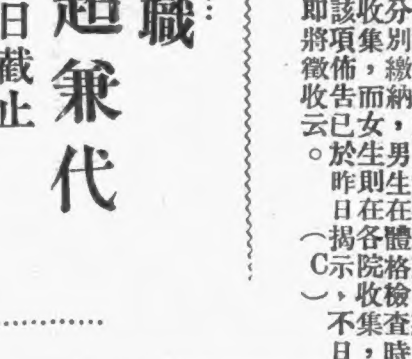 分別繳納，男生在體格檢查時
收集，而女生則在各院收集，
該項佈告已於昨日揭示，不日
即將徵收云。（C）
職
超兼代
日截止